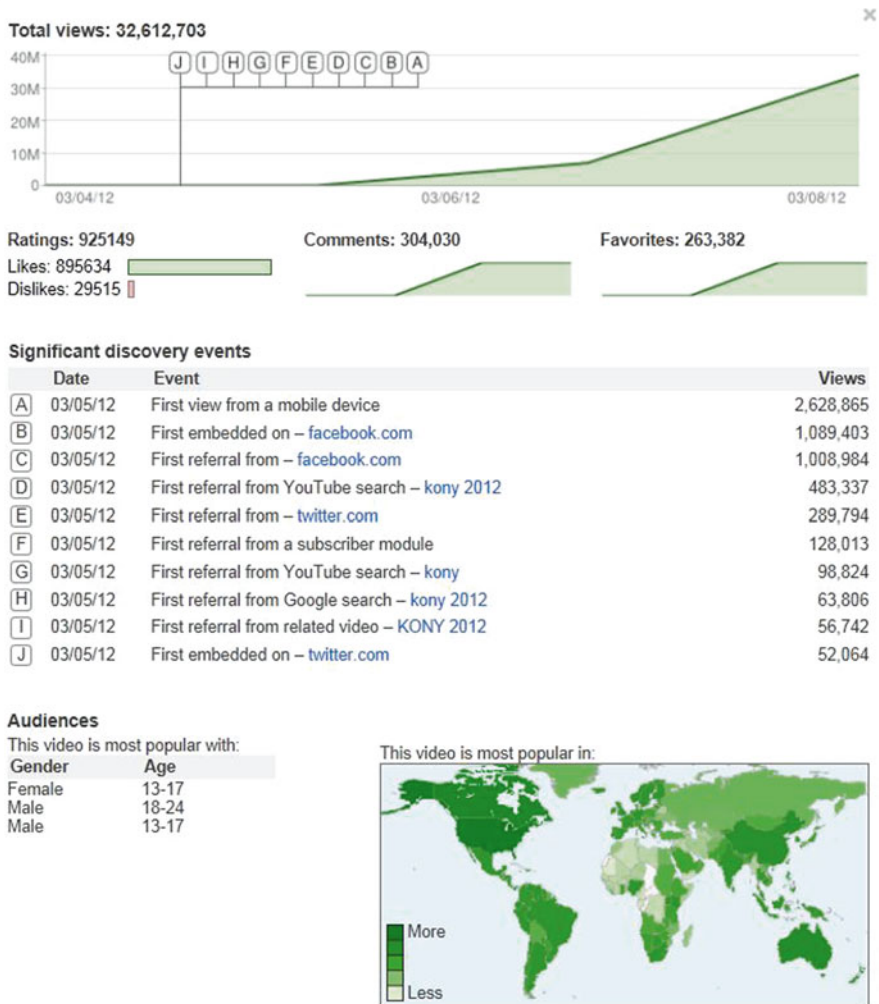 ×
Total views: 32,612,703
40M
30M
20M
10M
0
J I H G F E D C B A
03/04/12 03/06/12 03/08/12
Ratings: 925149
Likes: 895634
Dislikes: 29515
Comments: 304,030
Favorites: 263,382
Significant discovery events
Date Event Views
A 03/05/12 First view from a mobile device 2,628,865
B 03/05/12 First embedded on – facebook.com 1,089,403
C 03/05/12 First referral from – facebook.com 1,008,984
D 03/05/12 First referral from YouTube search – kony 2012 483,337
E 03/05/12 First referral from – twitter.com 289,794
F 03/05/12 First referral from a subscriber module 128,013
G 03/05/12 First referral from YouTube search – kony 98,824
H 03/05/12 First referral from Google search – kony 2012 63,806
I 03/05/12 First referral from related video – KONY 2012 56,742
J 03/05/12 First embedded on – twitter.com 52,064
Audiences
This video is most popular with:
Gender Age
Female 13-17
Male 18-24
Male 13-17
This video is most popular in:
More
Less